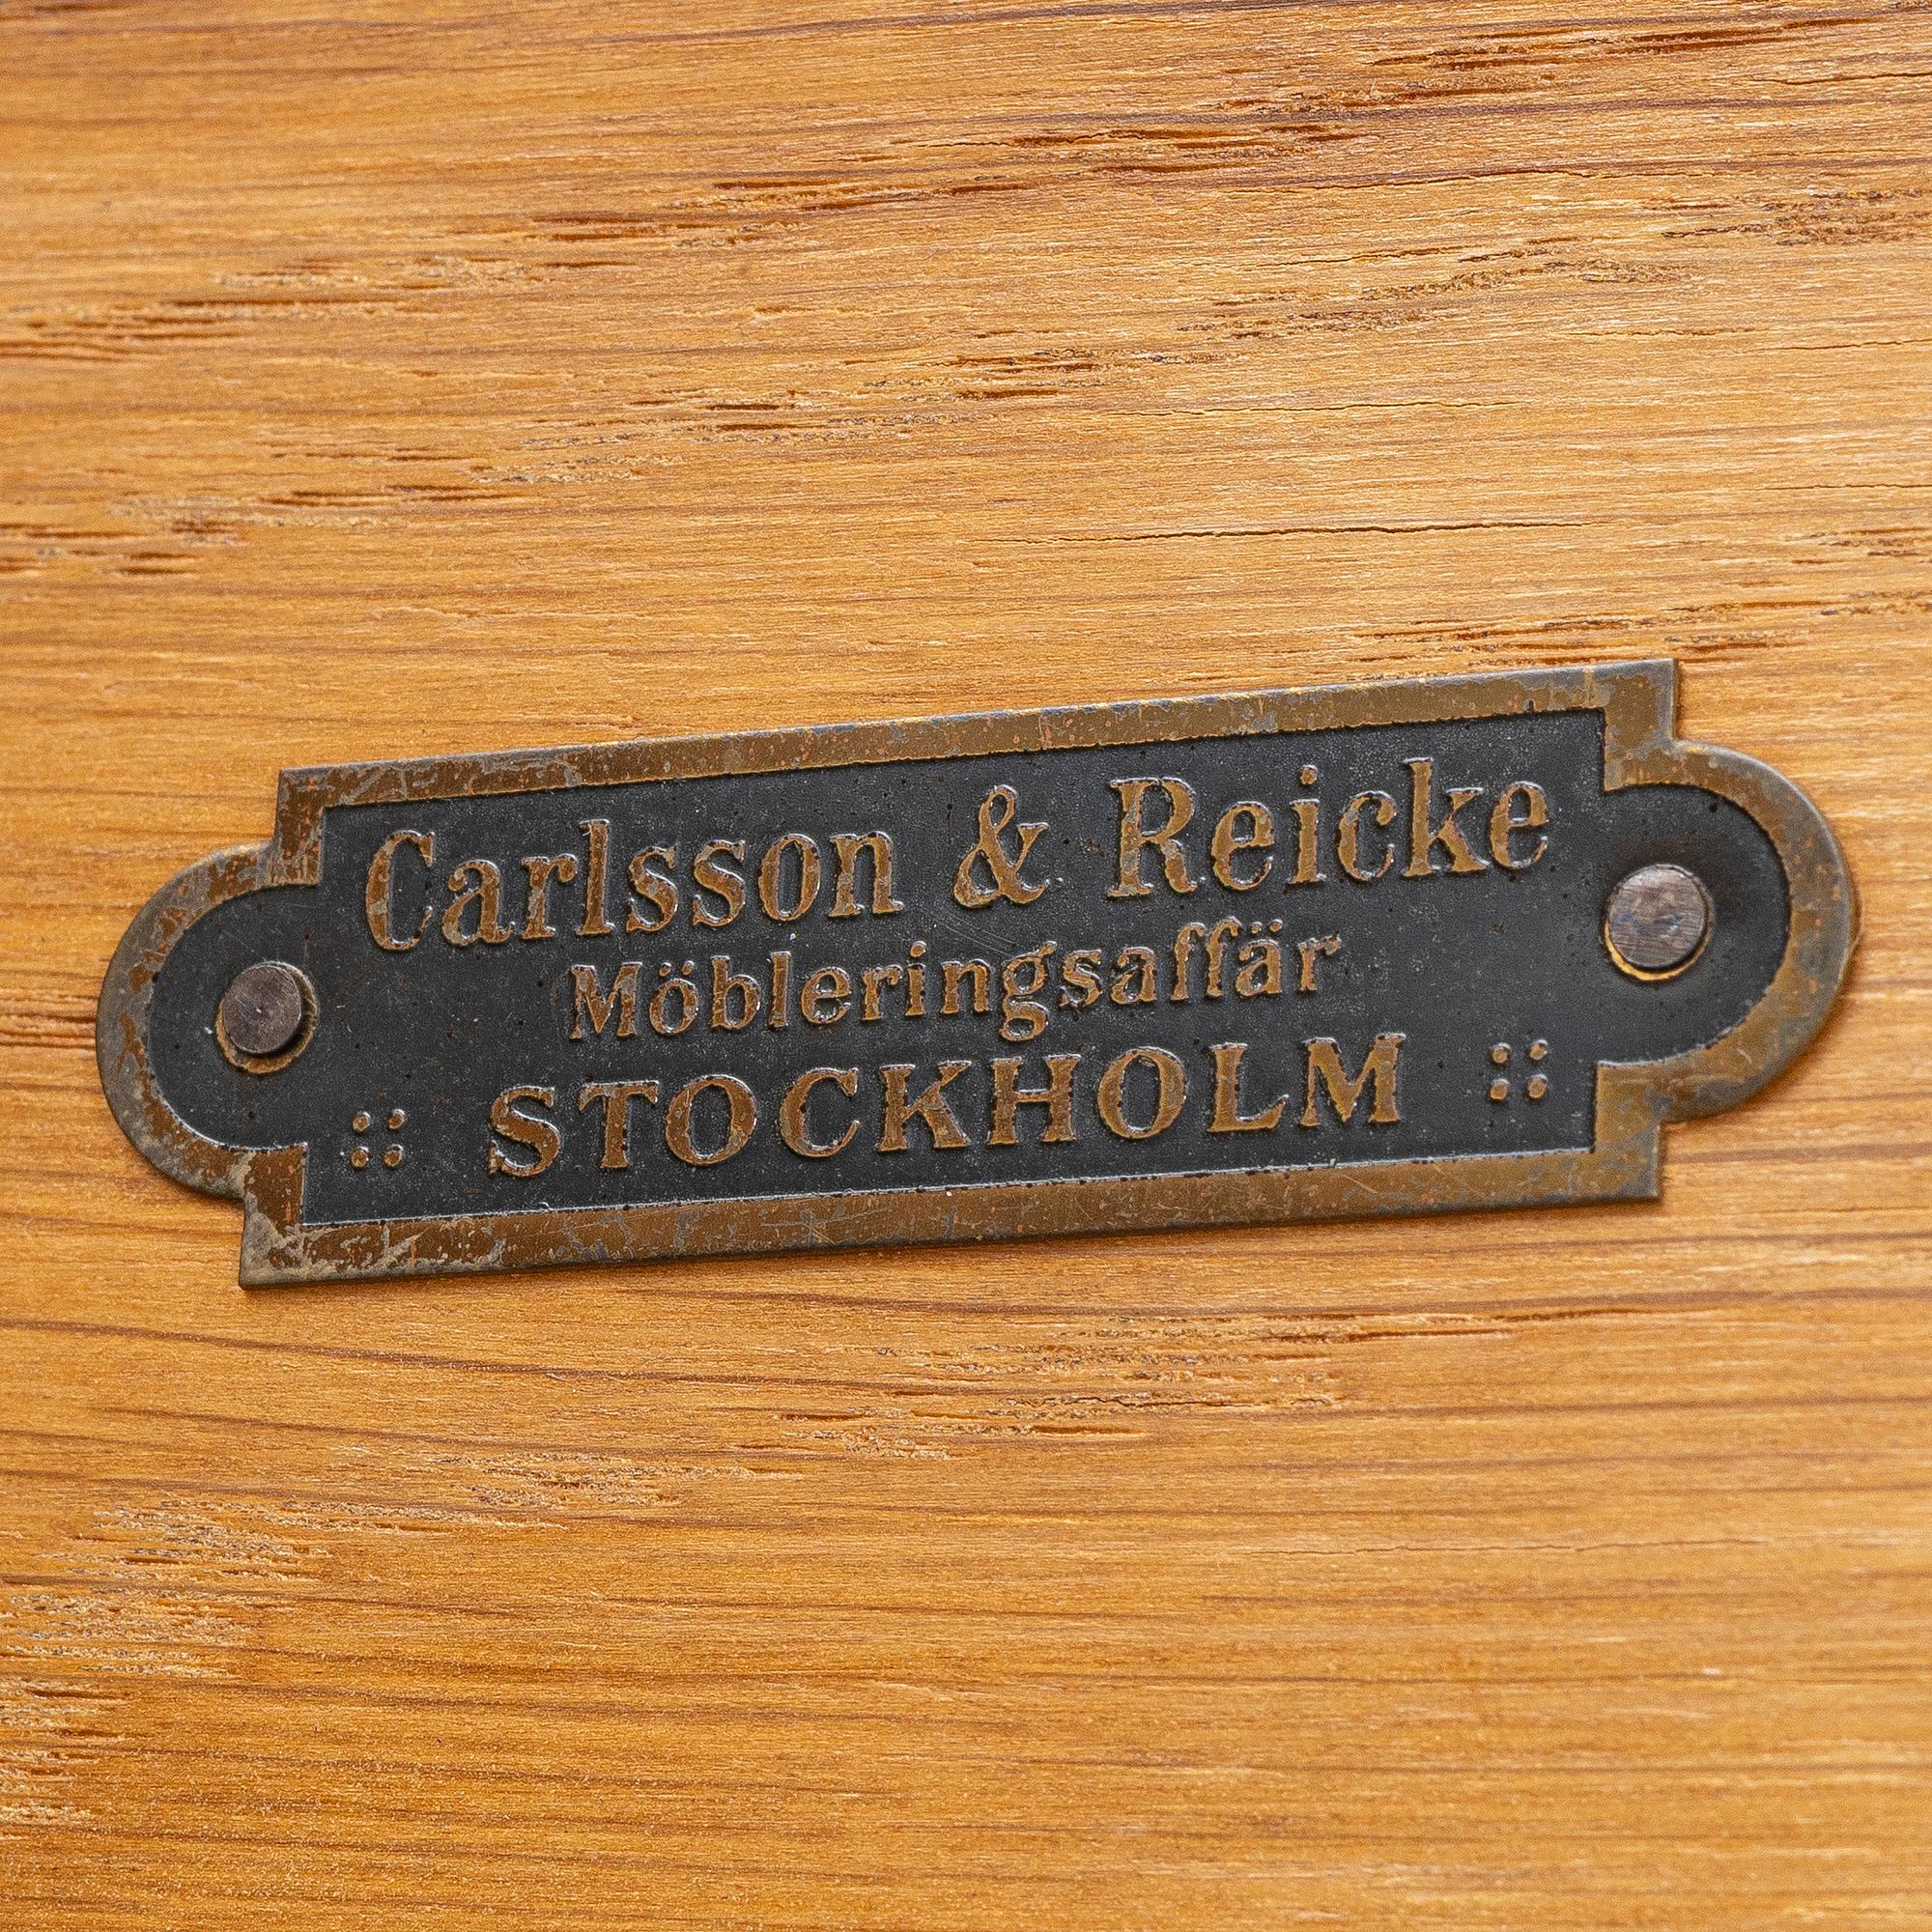 Carlsson & Reicke
Möbleringsaffär
STOCKHOLM